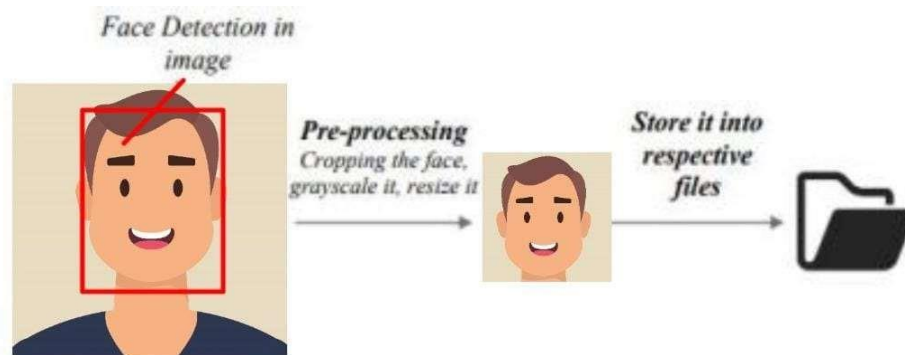 Face Detection in
image
Pre-processing
Cropping the face,
grayscale it, resize it
Store it into
respective
files